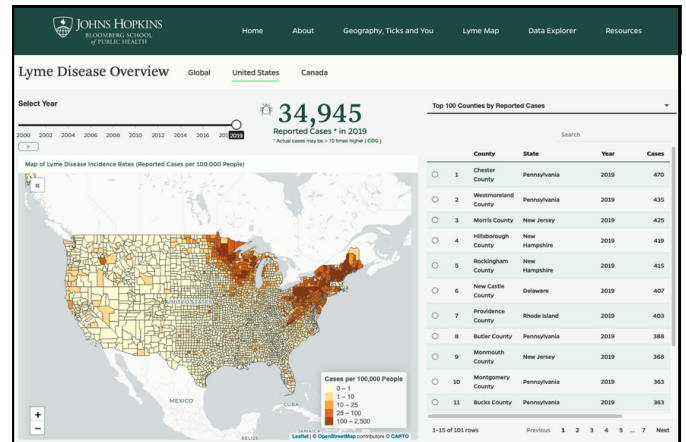 JOHNS HOPKINS
BLOOMBERG SCHOOL
of PUBLIC HEALTH
Home About Geography, Ticks and You Lyme Map Data Explorer Resources
Lyme Disease Overview Global United States Canada
Select Year
2000 2002 2004 2006 2008 2010 2012 2014 2016 2019
34,945
Reported Cases * in 2019
* Actual cases may be > 10 times higher ( CDC )
Map of Lyme Disease Incidence Rates (Reported Cases per 100,000 People)
UNITED STATES
MEXICO
CUBA
JAMAICA
BELIZE
+
−
Cases per 100,000 People
0 – 1
1 – 10
10 – 25
25 – 100
100 – 2,500
Leaflet | © OpenStreetMap contributors © CARTO
Top 100 Counties by Reported Cases
Search
County State Year Cases
1 Chester County Pennsylvania 2019 470
2 Westmoreland County Pennsylvania 2019 435
3 Morris County New Jersey 2019 425
4 Hillsborough County New Hampshire 2019 419
5 Rockingham County New Hampshire 2019 415
6 New Castle County Delaware 2019 407
7 Providence County Rhode Island 2019 403
8 Butler County Pennsylvania 2019 388
9 Monmouth County New Jersey 2019 368
10 Montgomery County Pennsylvania 2019 363
11 Bucks County Pennsylvania 2019 363
1–15 of 101 rows Previous 1 2 3 4 5 ... 7 Next